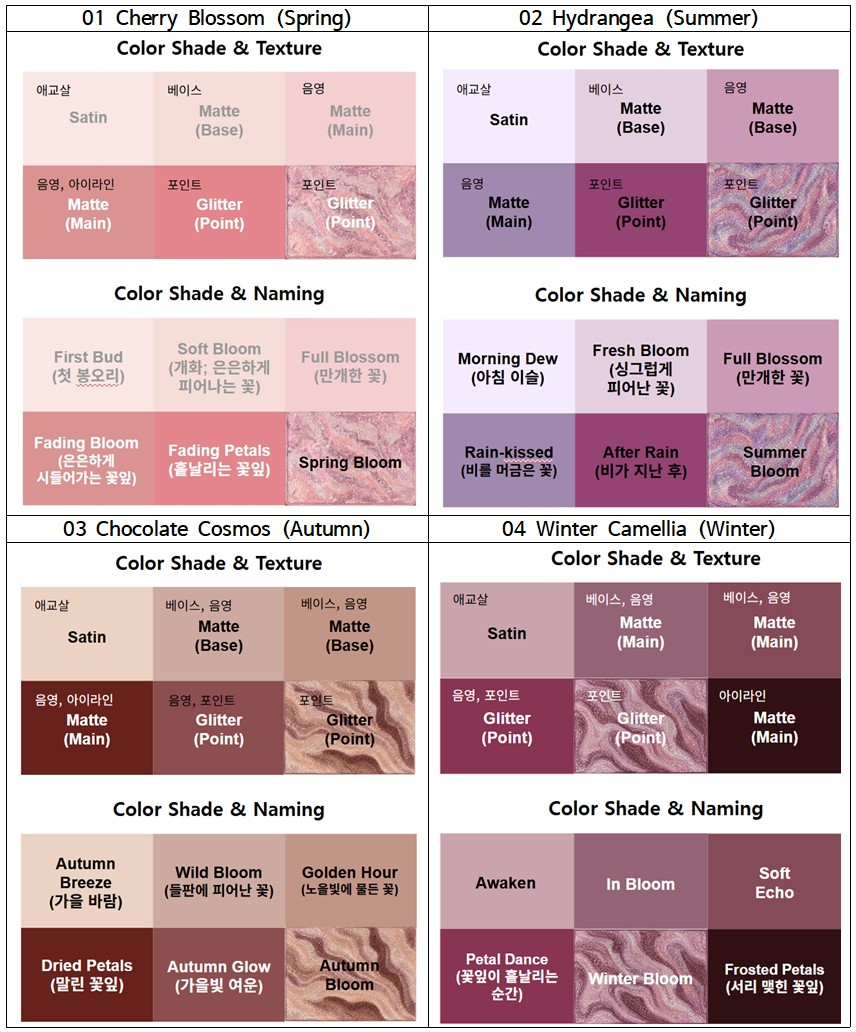 01 Cherry Blossom (Spring)
Color Shade & Texture
애교살
Satin
베이스
Matte
(Base)
음영
Matte
(Main)
음영, 아이라인
Matte
(Main)
포인트
Glitter
(Point)
포인트
Glitter
(Point)
Color Shade & Naming
First Bud
(첫 봉오리)
Soft Bloom
(개화; 은은하게
피어나는 꽃)
Full Blossom
(만개한 꽃)
Fading Bloom
(은은하게
시들어가는 꽃잎)
Fading Petals
(흩날리는 꽃잎)
Spring Bloom
02 Hydrangea (Summer)
Color Shade & Texture
애교살
Satin
베이스
Matte
(Base)
음영
Matte
(Base)
음영
Matte
(Main)
포인트
Glitter
(Point)
포인트
Glitter
(Point)
Color Shade & Naming
Morning Dew
(아침 이슬)
Fresh Bloom
(싱그럽게
피어난 꽃)
Full Blossom
(만개한 꽃)
Rain-kissed
(비를 머금은 꽃)
After Rain
(비가 지난 후)
Summer
Bloom
03 Chocolate Cosmos (Autumn)
Color Shade & Texture
애교살
Satin
베이스, 음영
Matte
(Base)
베이스, 음영
Matte
(Base)
음영, 아이라인
Matte
(Main)
음영, 포인트
Glitter
(Point)
포인트
Glitter
(Point)
Color Shade & Naming
Autumn
Breeze
(가을 바람)
Wild Bloom
(들판에 피어난 꽃)
Golden Hour
(노을빛에 물든 꽃)
Dried Petals
(말린 꽃잎)
Autumn Glow
(가을빛 여운)
Autumn
Bloom
04 Winter Camellia (Winter)
Color Shade & Texture
애교살
Satin
베이스, 음영
Matte
(Main)
베이스, 음영
Matte
(Main)
음영, 포인트
Glitter
(Point)
포인트
Glitter
(Point)
아이라인
Matte
(Main)
Color Shade & Naming
Awaken
In Bloom
Soft
Echo
Petal Dance
(꽃잎이 흩날리는
순간)
Winter Bloom
Frosted Petals
(서리 맺힌 꽃잎)